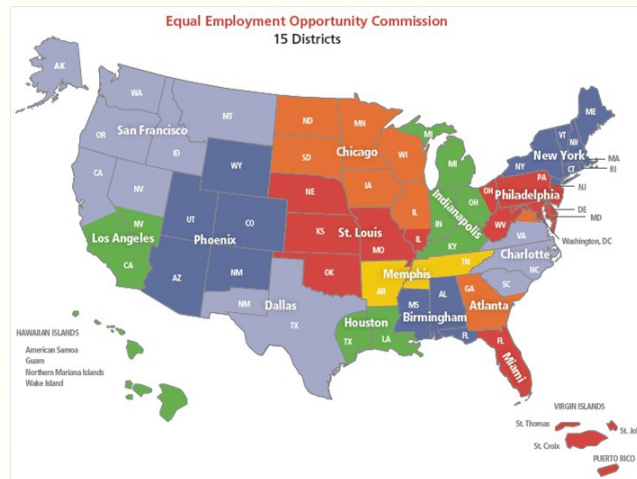 Equal Employment Opportunity Commission
15 Districts
AK
WA
MT
ND
MN
ME
OR
San Francisco
ID
SD
Chicago
WI
MI
MI
VT
NH
NY
New York
MA
RI
CT
WY
IA
PA
NJ
CA
NV
NE
IL
Indianapolis
OH
OH
Philadelphia
DE
MD
NV
UT
CO
KS
St. Louis
IL
IN
WV
VA
Washington, DC
Los Angeles
Phoenix
MO
KY
Charlotte
CA
AZ
NM
OK
Memphis
TN
NC
AR
SC
NM
Dallas
MS
AL
GA
Atlanta
TX
Houston
Birmingham
TX
LA
FL
FL
Miami
HAWAIIAN ISLANDS
American Samoa
Guam
Northern Mariana Islands
Wake Island
VIRGIN ISLANDS
St. Thomas
St. Jo
St. Croix
PUERTO RICO